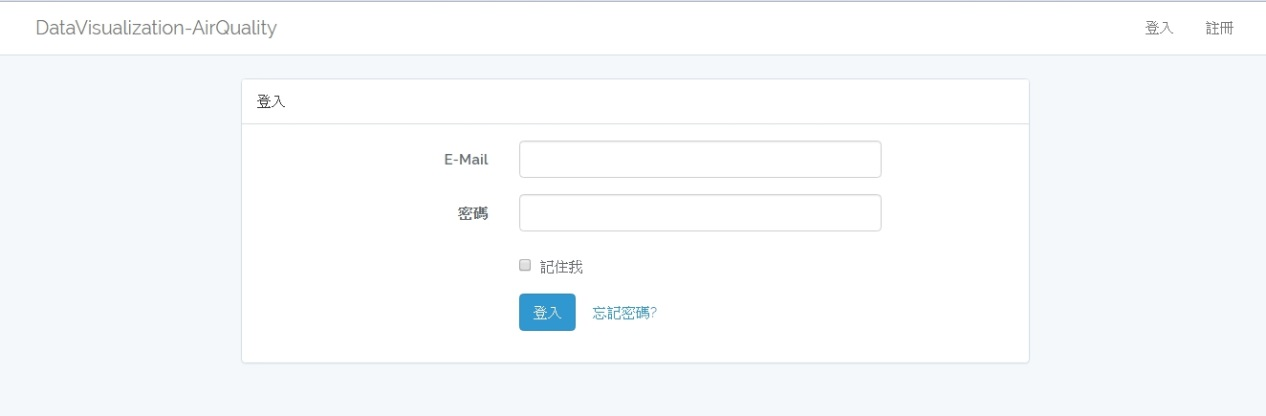 DataVisualization-AirQuality 登入 註冊
登入
E-Mail
密碼
記住我
登入 忘記密碼?